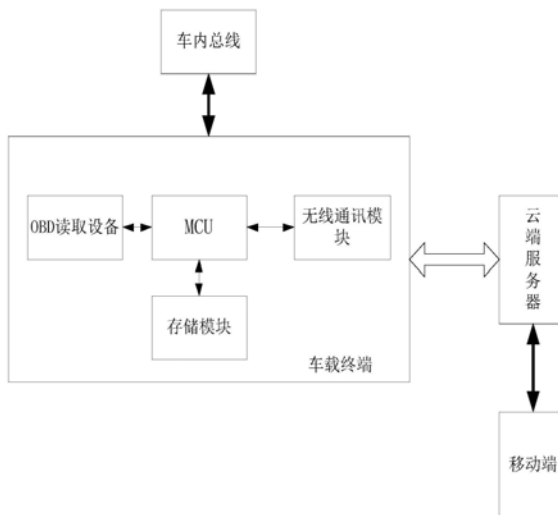 车内总线
OBD读取设备
MCU
无线通讯模
块
存储模块
车载终端
云
端
服
务
器
移动端